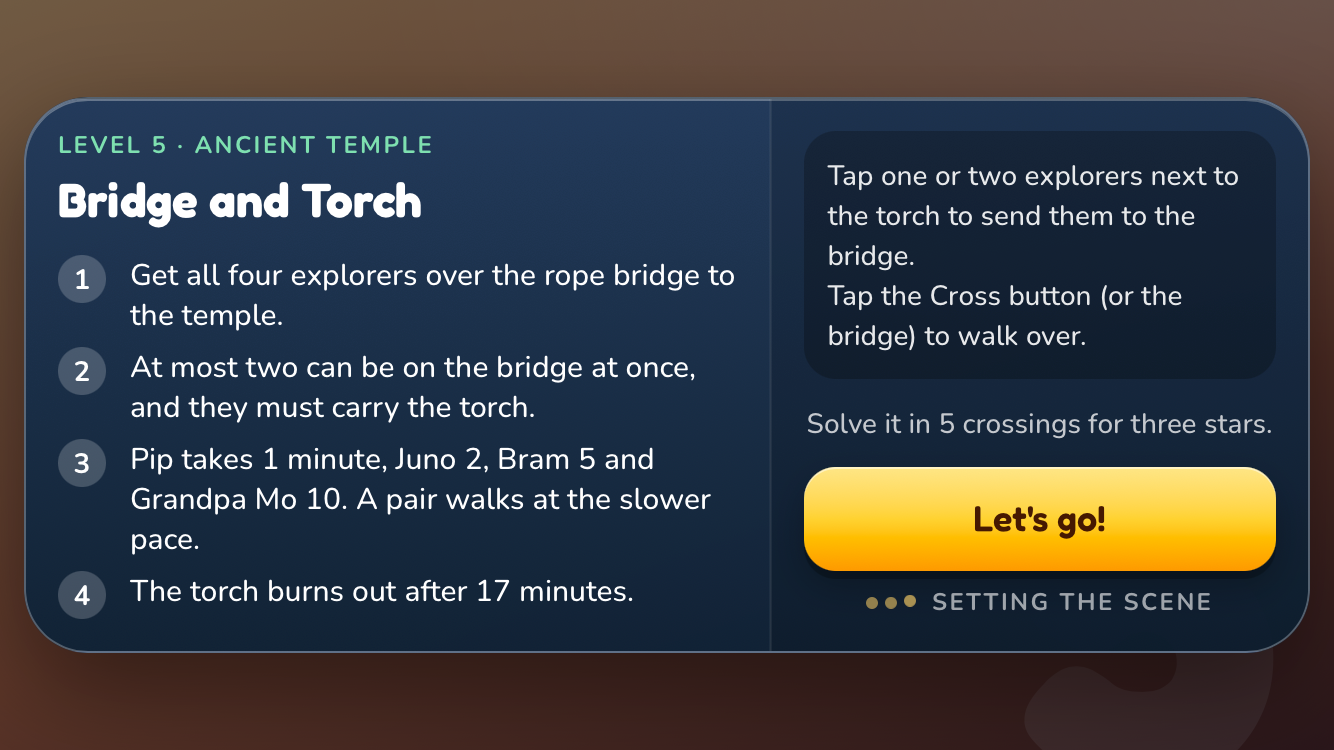 LEVEL 5 · ANCIENT TEMPLE
Bridge and Torch
1
Get all four explorers over the rope bridge to
the temple.
2
At most two can be on the bridge at once,
and they must carry the torch.
3
Pip takes 1 minute, Juno 2, Bram 5 and
Grandpa Mo 10. A pair walks at the slower
pace.
4
The torch burns out after 17 minutes.
Tap one or two explorers next to
the torch to send them to the
bridge.
Tap the Cross button (or the
bridge) to walk over.
Solve it in 5 crossings for three stars.
Let's go!
SETTING THE SCENE